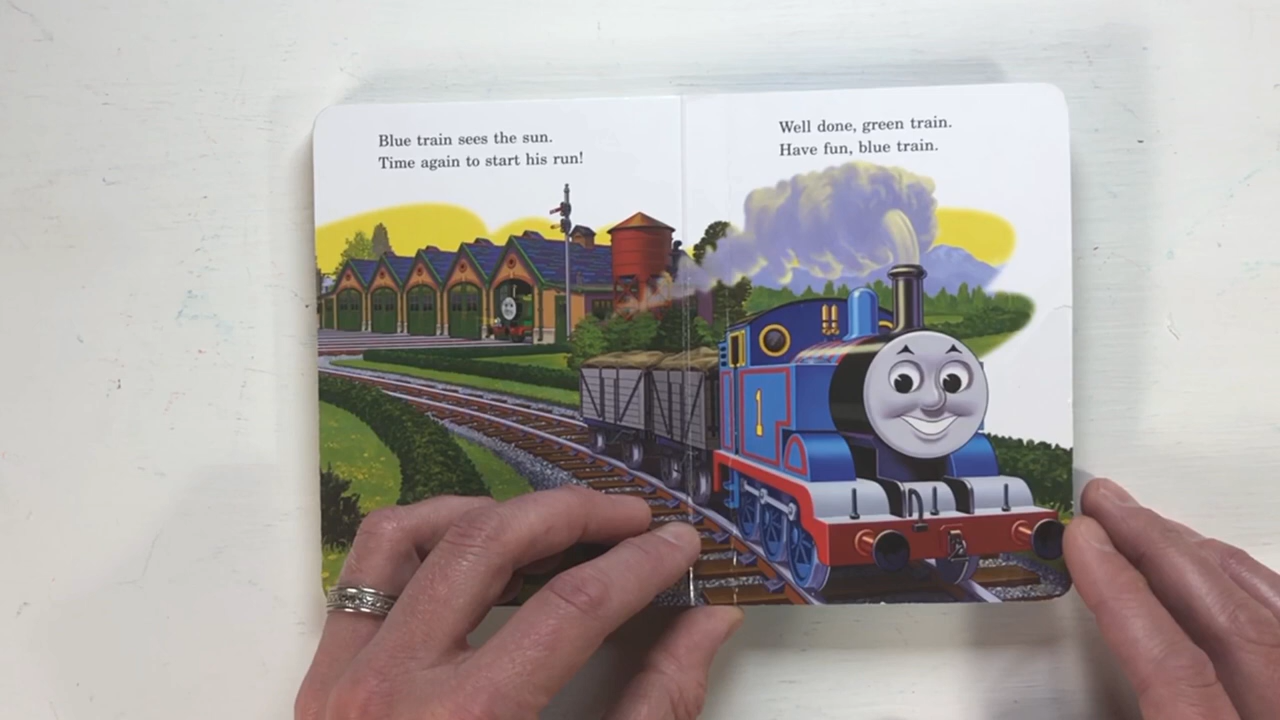 Blue train sees the sun.
Time again to start his run!
Well done, green train.
Have fun, blue train.
1